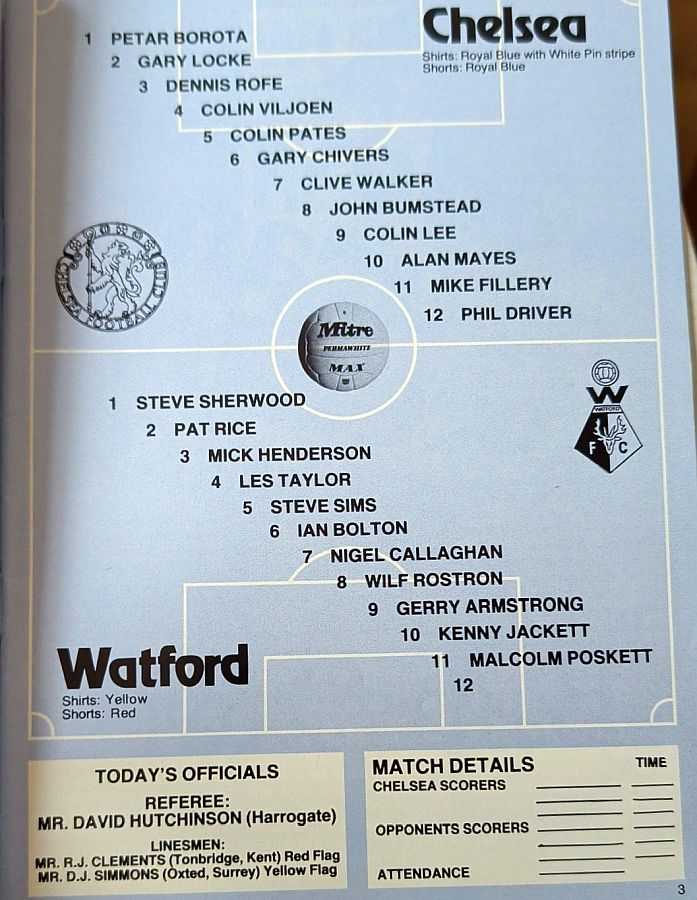 Chelsea
Shirts: Royal Blue with White Pin stripe
Shorts: Royal Blue
1 PETAR BOROTA
2 GARY LOCKE
3 DENNIS ROFE
4 COLIN VILJOEN
5 COLIN PATES
6 GARY CHIVERS
7 CLIVE WALKER
8 JOHN BUMSTEAD
9 COLIN LEE
10 ALAN MAYES
11 MIKE FILLERY
12 PHIL DRIVER
CHELSEA FOOTBALL CLUB
Mitre
PERMAWHITE
MAX
W
WATFORD
F C
1 STEVE SHERWOOD
2 PAT RICE
3 MICK HENDERSON
4 LES TAYLOR
5 STEVE SIMS
6 IAN BOLTON
7 NIGEL CALLAGHAN
8 WILF ROSTRON
9 GERRY ARMSTRONG
10 KENNY JACKETT
11 MALCOLM POSKETT
12
Watford
Shirts: Yellow
Shorts: Red
TODAY'S OFFICIALS
REFEREE:
MR. DAVID HUTCHINSON (Harrogate)
LINESMEN:
MR. R.J. CLEMENTS (Tonbridge, Kent) Red Flag
MR. D.J. SIMMONS (Oxted, Surrey) Yellow Flag
MATCH DETAILS TIME
CHELSEA SCORERS
OPPONENTS SCORERS
ATTENDANCE
3